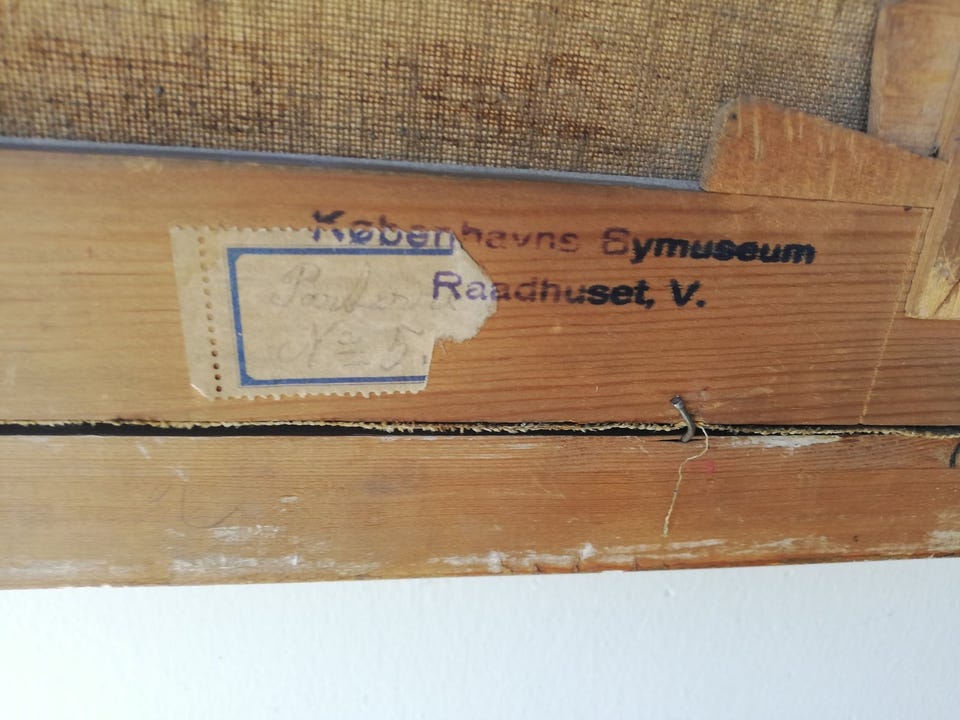 Københavns Bymuseum
Raadhuset, V.
No 5.